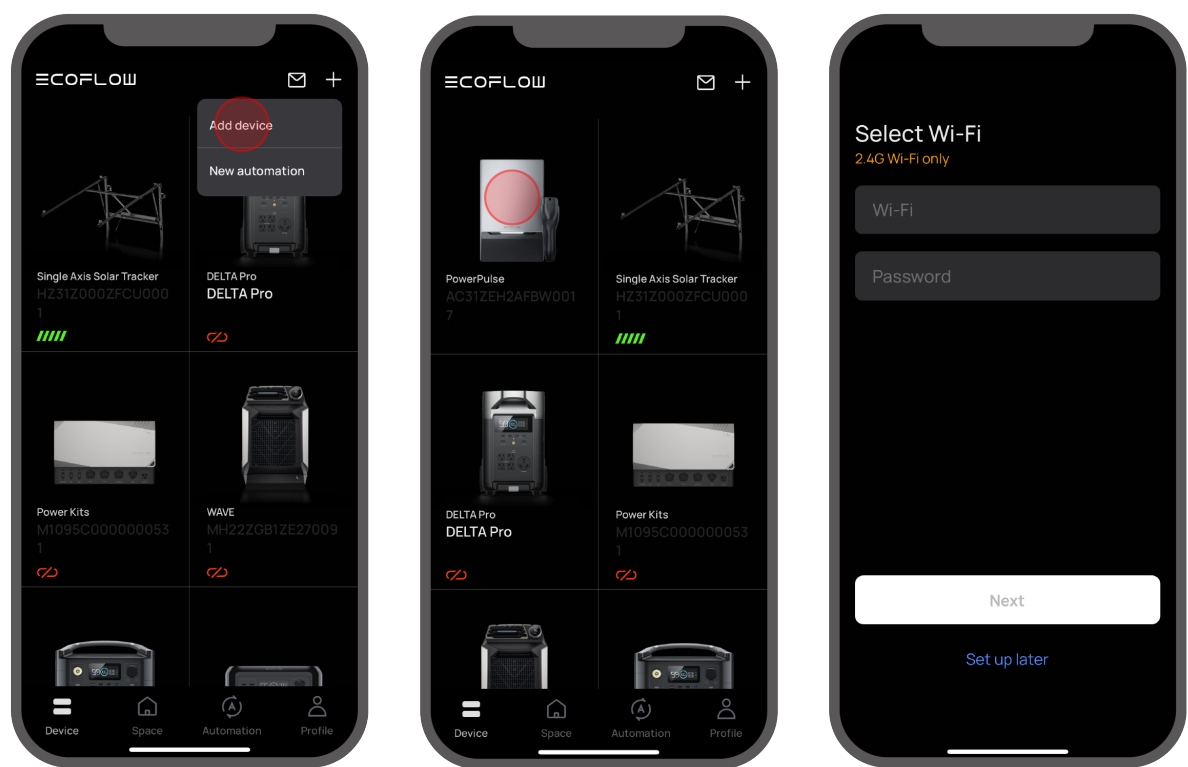 ECOFLOW
Add device
New automation
Single Axis Solar Tracker
HZ31Z000ZFCU000
1
DELTA Pro
DELTA Pro
Power Kits
M1095C000000053
1
WAVE
MH22ZGB1ZE27009
1
Device
Space
Automation
Profile
ECOFLOW
PowerPulse
AC31ZEH2AFBW001
7
Single Axis Solar Tracker
HZ31Z000ZFCU000
1
DELTA Pro
DELTA Pro
Power Kits
M1095C000000053
1
Device
Space
Automation
Profile
Select Wi-Fi
2.4G Wi-Fi only
Wi-Fi
Password
Next
Set up later